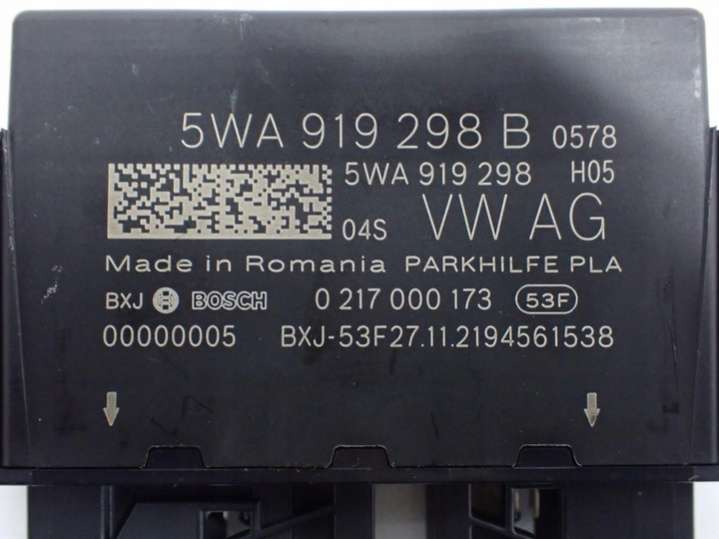 5WA 919 298 B 0578
5WA 919 298 H05
04S VW AG
Made in Romania PARKHILFE PLA
BXJ BOSCH 0 217 000 173 53F
00000005 BXJ-53F27.11.2194561538